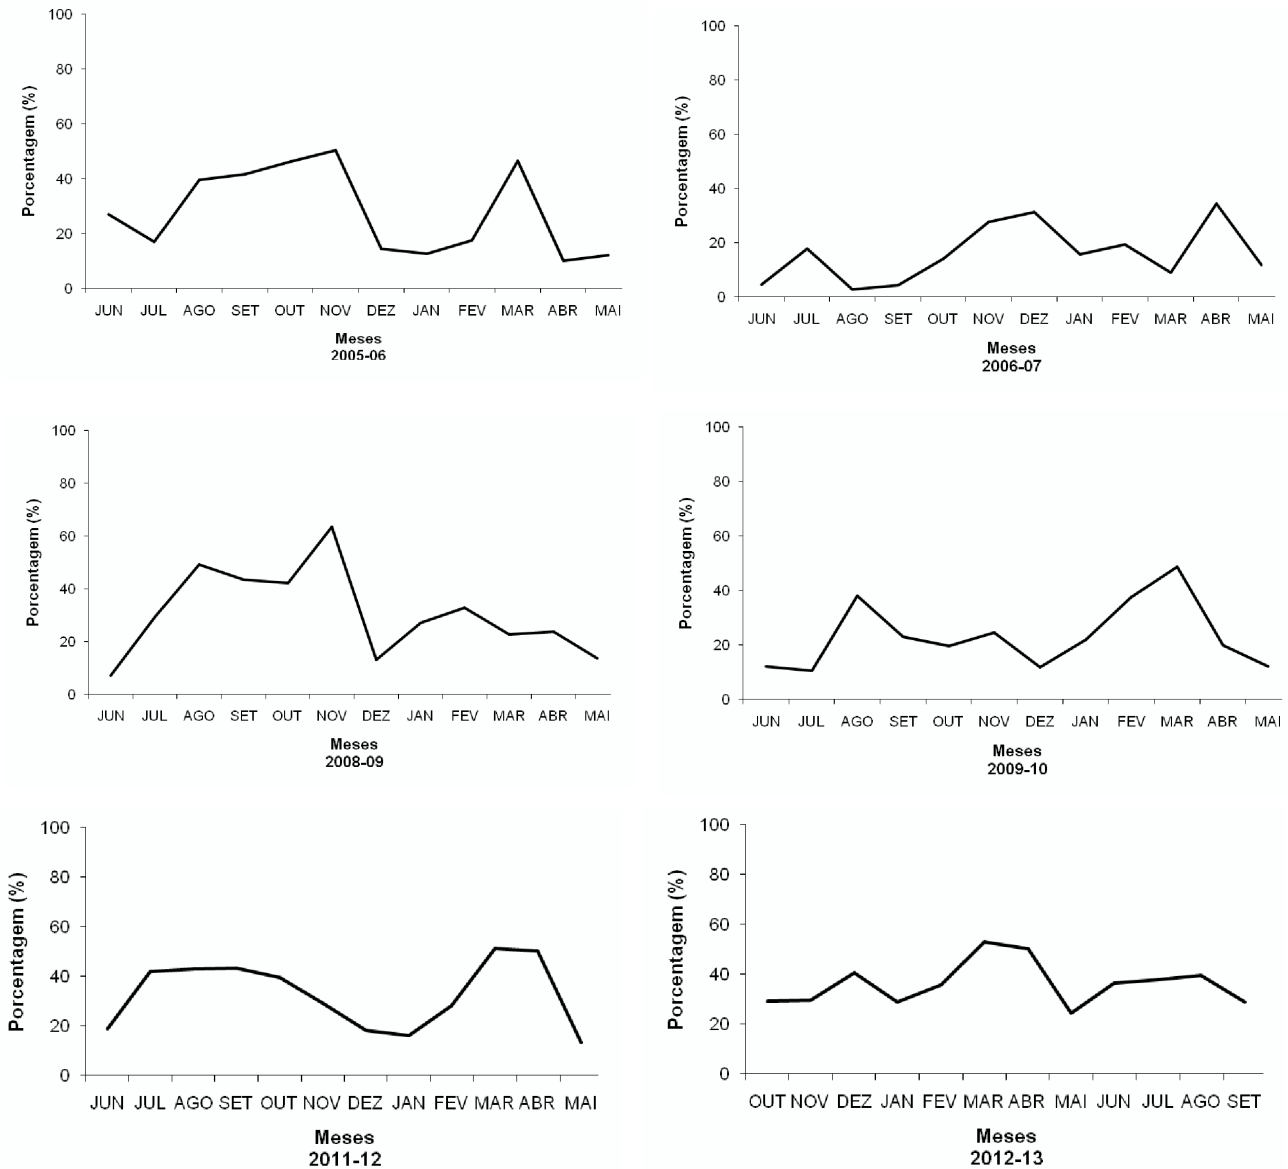 100
80
60
40
20
0
Porcentagem (%)
JUN JUL AGO SET OUT NOV DEZ JAN FEV MAR ABR MAI
Meses
2005-06
100
80
60
40
20
0
Porcentagem (%)
JUN JUL AGO SET OUT NOV DEZ JAN FEV MAR ABR MAI
Meses
2006-07
100
80
60
40
20
0
Porcentagem (%)
JUN JUL AGO SET OUT NOV DEZ JAN FEV MAR ABR MAI
Meses
2008-09
100
80
60
40
20
0
Porcentagem (%)
JUN JUL AGO SET OUT NOV DEZ JAN FEV MAR ABR MAI
Meses
2009-10
100
80
60
40
20
0
Porcentagem (%)
JUN JUL AGO SET OUT NOV DEZ JAN FEV MAR ABR MAI
Meses
2011-12
100
80
60
40
20
0
Porcentagem (%)
OUT NOV DEZ JAN FEV MAR ABR MAI JUN JUL AGO SET
Meses
2012-13